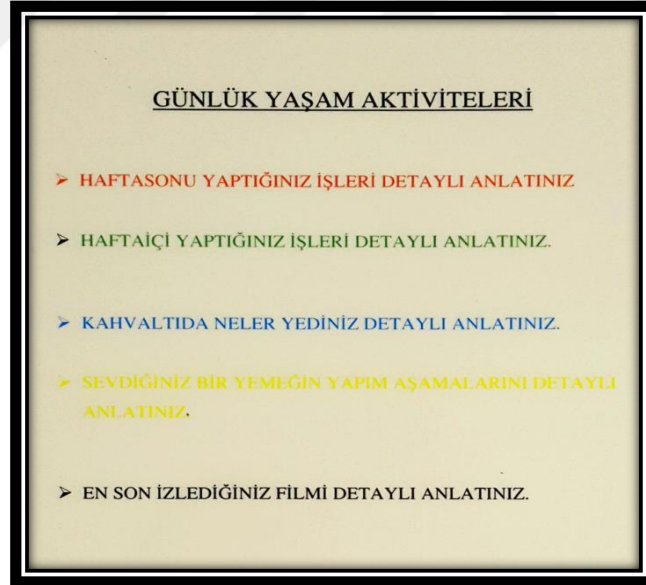 GÜNLÜK YAŞAM AKTİVİTELERİ
➢ HAFTASONU YAPTIĞINIZ İŞLERİ DETAYLI ANLATINIZ
➢ HAFTAİÇİ YAPTIĞINIZ İŞLERİ DETAYLI ANLATINIZ.
➢ KAHVALTIDA NELER YEDİNİZ DETAYLI ANLATINIZ.
➢ SEVDİĞİNİZ BİR YEMEĞİN YAPIM AŞAMALARINI DETAYLI
ANLATINIZ.
➢ EN SON İZLEDİĞİNİZ FİLMİ DETAYLI ANLATINIZ.